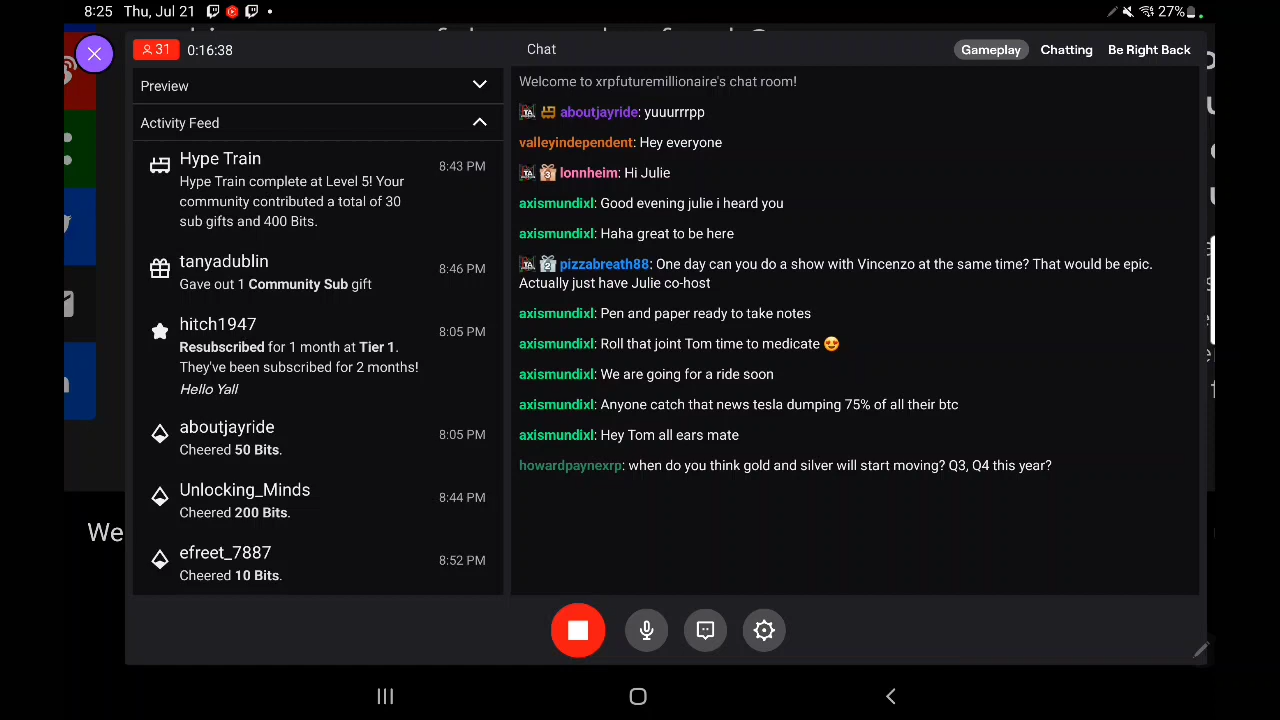 8:25 Thu, Jul 21
27%
31 0:16:38
Chat
Gameplay Chatting Be Right Back
Preview
Activity Feed
Hype Train 8:43 PM
Hype Train complete at Level 5! Your
community contributed a total of 30
sub gifts and 400 Bits.
tanyadublin 8:46 PM
Gave out 1 Community Sub gift
hitch1947 8:05 PM
Resubscribed for 1 month at Tier 1.
They've been subscribed for 2 months!
Hello Yall
aboutjayride 8:05 PM
Cheered 50 Bits.
Unlocking_Minds 8:44 PM
Cheered 200 Bits.
efreet_7887 8:52 PM
Cheered 10 Bits.
Welcome to xrpfuturemillionaire's chat room!
aboutjayride: yuuurrrpp
valleyindependent: Hey everyone
lonnheim: Hi Julie
axismundixl: Good evening julie i heard you
axismundixl: Haha great to be here
pizzabreath88: One day can you do a show with Vincenzo at the same time? That would be epic.
Actually just have Julie co-host
axismundixl: Pen and paper ready to take notes
axismundixl: Roll that joint Tom time to medicate 😍
axismundixl: We are going for a ride soon
axismundixl: Anyone catch that news tesla dumping 75% of all their btc
axismundixl: Hey Tom all ears mate
howardpaynexrp: when do you think gold and silver will start moving? Q3, Q4 this year?
We